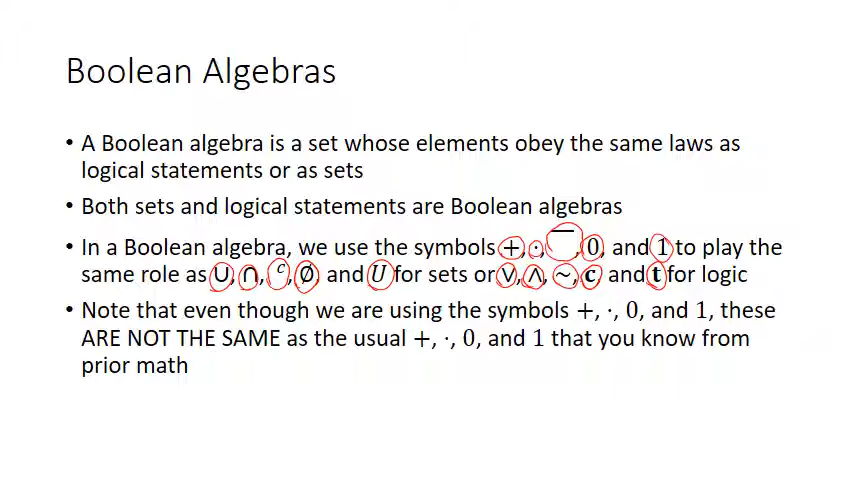 Boolean Algebras
• A Boolean algebra is a set whose elements obey the same laws as
logical statements or as sets
• Both sets and logical statements are Boolean algebras
• In a Boolean algebra, we use the symbols +, ·, ‾, 0, and 1 to play the
same role as ∪, ∩, ᶜ, ∅, and U for sets or ∨, ∧, ~, c and t for logic
• Note that even though we are using the symbols +, ·, 0, and 1, these
ARE NOT THE SAME as the usual +, ·, 0, and 1 that you know from
prior math